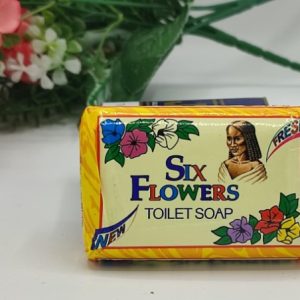 FRESH
SIX
FLOWERS
TOILET SOAP
NEW